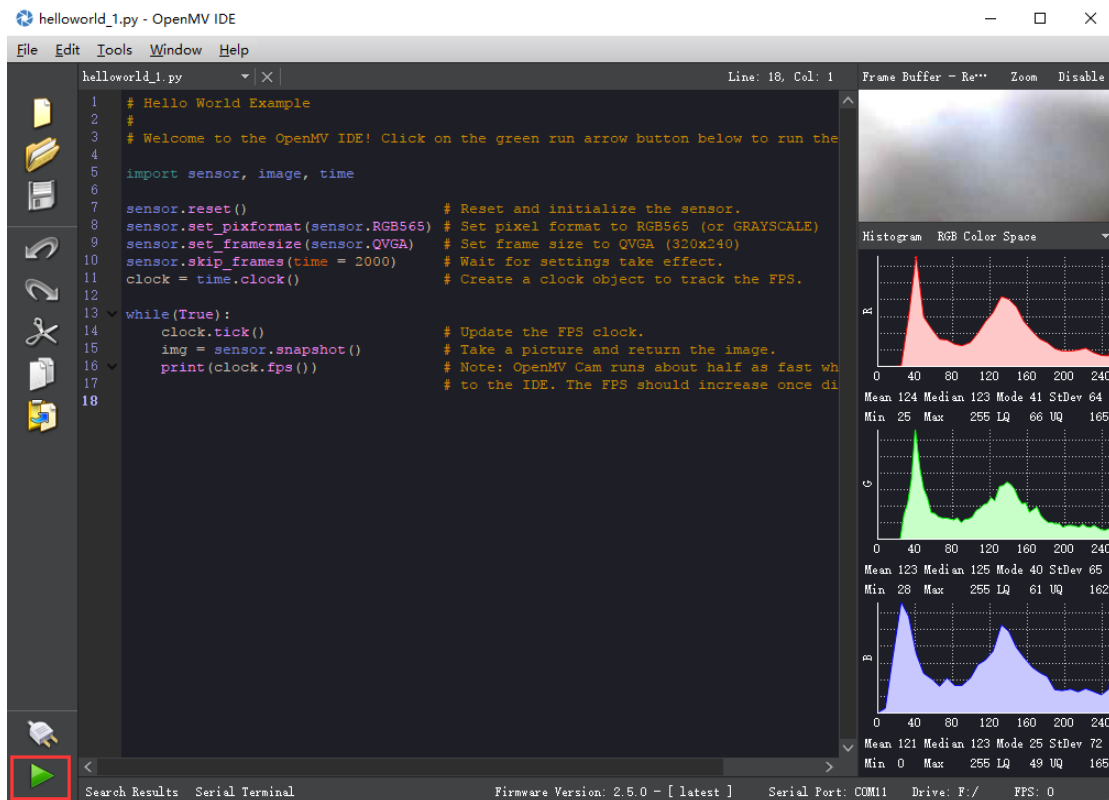 helloworld_1.py - OpenMV IDE
File Edit Tools Window Help
helloworld_1.py Line: 18, Col: 1 Frame Buffer - Re… Zoom Disable
1 # Hello World Example
2 #
3 # Welcome to the OpenMV IDE! Click on the green run arrow button below to run the
4
5 import sensor, image, time
6
7 sensor.reset() # Reset and initialize the sensor.
8 sensor.set_pixformat(sensor.RGB565) # Set pixel format to RGB565 (or GRAYSCALE)
9 sensor.set_framesize(sensor.QVGA) # Set frame size to QVGA (320x240)
10 sensor.skip_frames(time = 2000) # Wait for settings take effect.
11 clock = time.clock() # Create a clock object to track the FPS.
12
13 while(True):
14 clock.tick() # Update the FPS clock.
15 img = sensor.snapshot() # Take a picture and return the image.
16 print(clock.fps()) # Note: OpenMV Cam runs about half as fast wh
17 # to the IDE. The FPS should increase once di
18
Histogram RGB Color Space
R
0 40 80 120 160 200 240
Mean 124 Median 123 Mode 41 StDev 64
Min 25 Max 255 LQ 66 UQ 165
G
0 40 80 120 160 200 240
Mean 123 Median 125 Mode 40 StDev 65
Min 28 Max 255 LQ 61 UQ 162
B
0 40 80 120 160 200 240
Mean 121 Median 123 Mode 25 StDev 72
Min 0 Max 255 LQ 49 UQ 165
Search Results Serial Terminal Firmware Version: 2.5.0 - [ latest ] Serial Port: COM11 Drive: F:/ FPS: 0